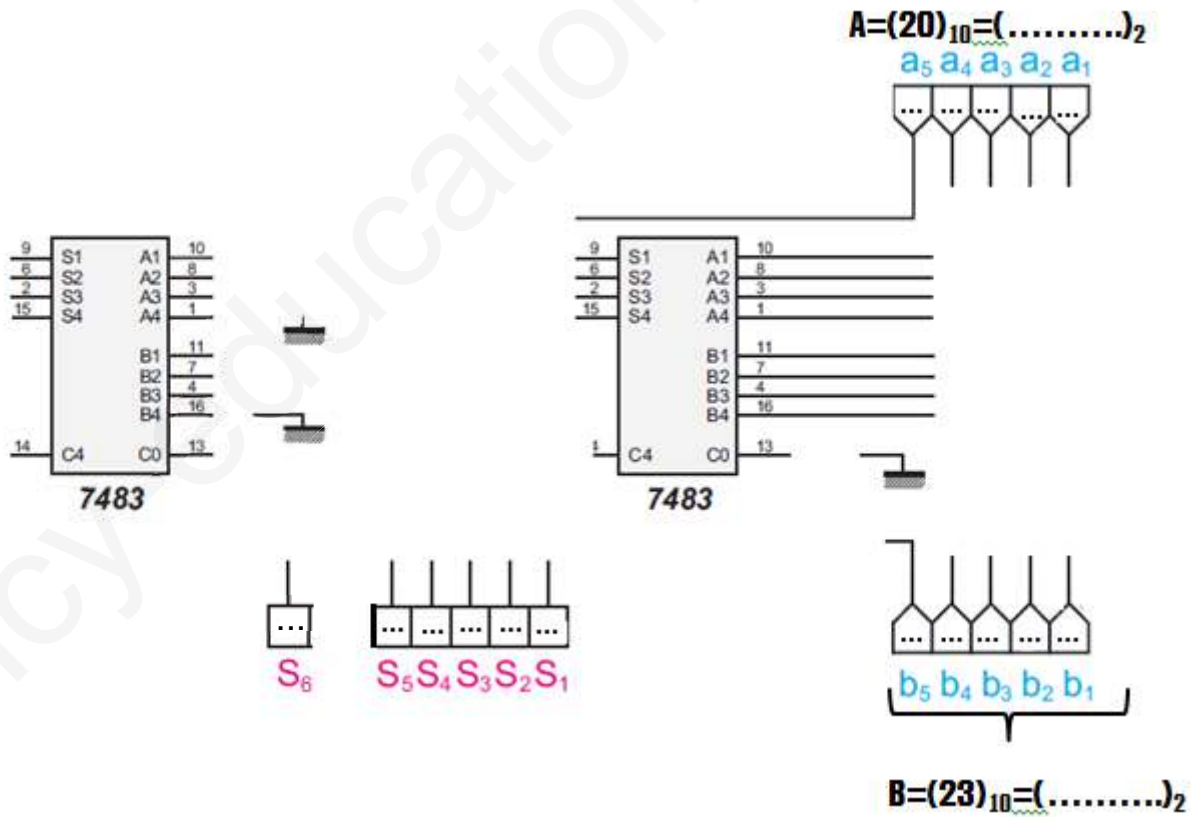 A=(20)10=(..........)2
a5 a4 a3 a2 a1
... ... ... ... ...
9 S1 A1 10
6 S2 A2 8
2 S3 A3 3
15 S4 A4 1
B1 11
B2 7
B3 4
B4 16
14 C4 C0 13
7483
9 S1 A1 10
6 S2 A2 8
2 S3 A3 3
15 S4 A4 1
B1 11
B2 7
B3 4
B4 16
C4 C0 13
7483
... ... ... ... ... ...
S6 S5 S4 S3 S2 S1
... ... ... ... ...
b5 b4 b3 b2 b1
B=(23)10=(..........)2
cy education